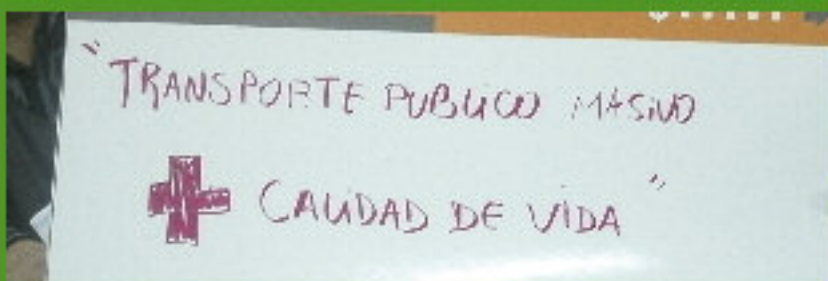 "TRANSPORTE PUBLICO MASIVO
+ CALIDAD DE VIDA"